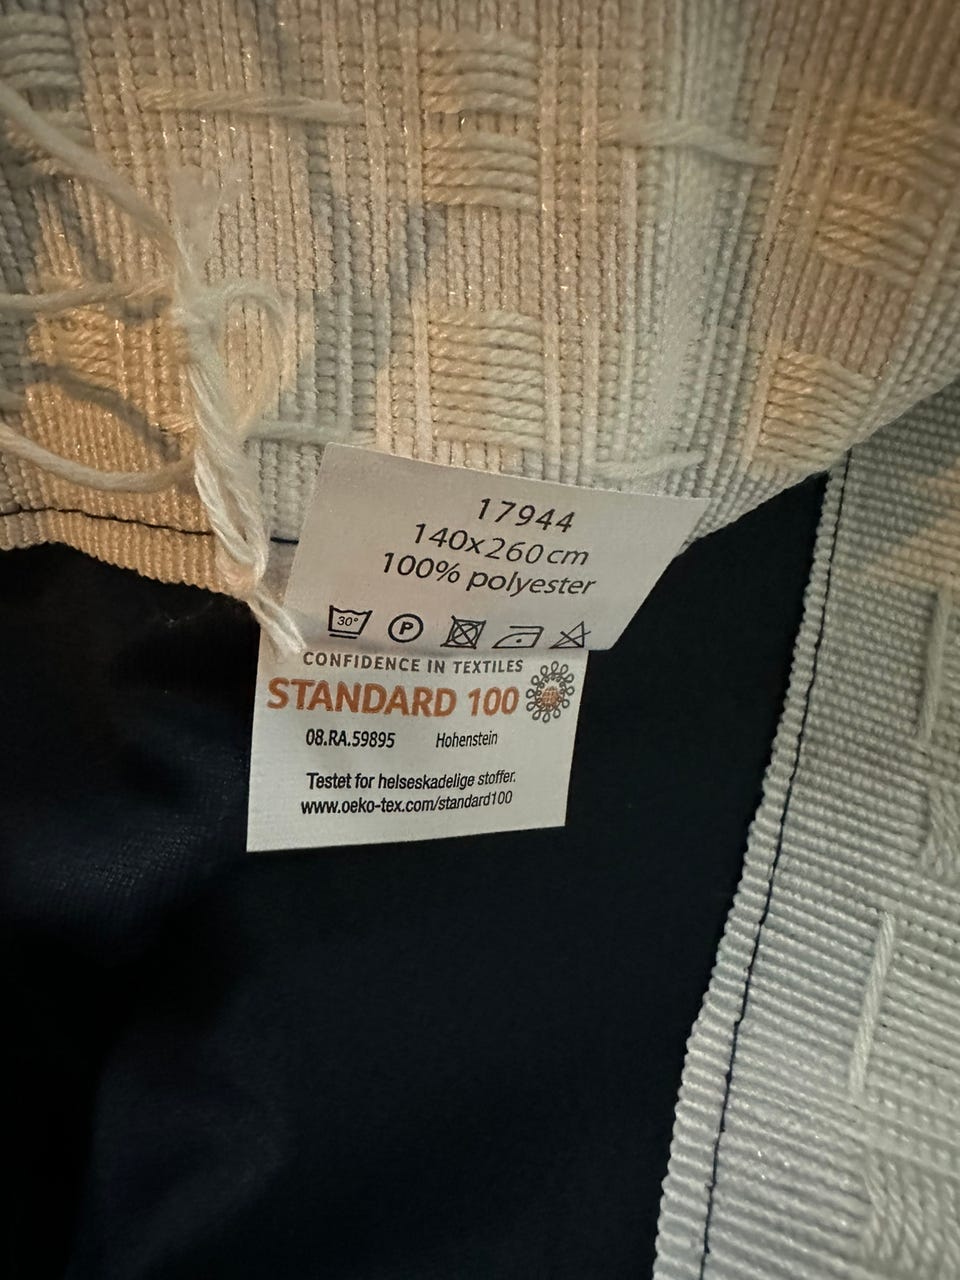 17944
140x260 cm
100% polyester
30°
P
CONFIDENCE IN TEXTILES
STANDARD 100
08.RA.59895 Hohenstein
Testet for helseskadelige stoffer.
www.oeko-tex.com/standard100